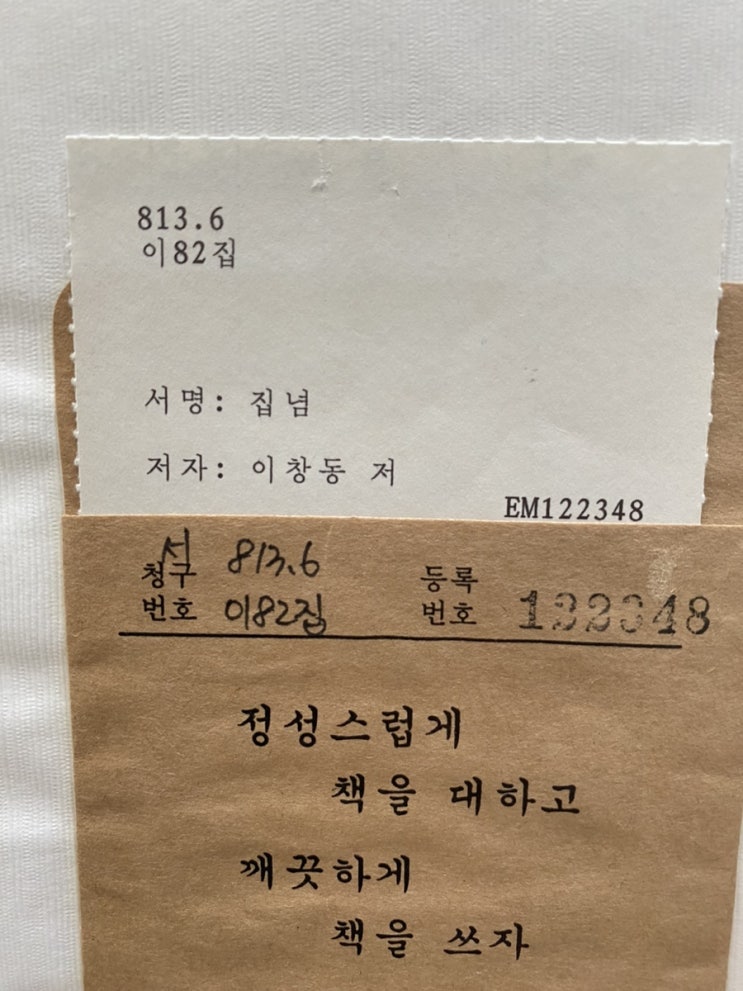 813.6
이82집
서명: 집념
저자: 이창동 저
EM122348
서 813.6
청구 등록
번호 이82집 번호 122348
정성스럽게
책을 대하고
깨끗하게
책을 쓰자